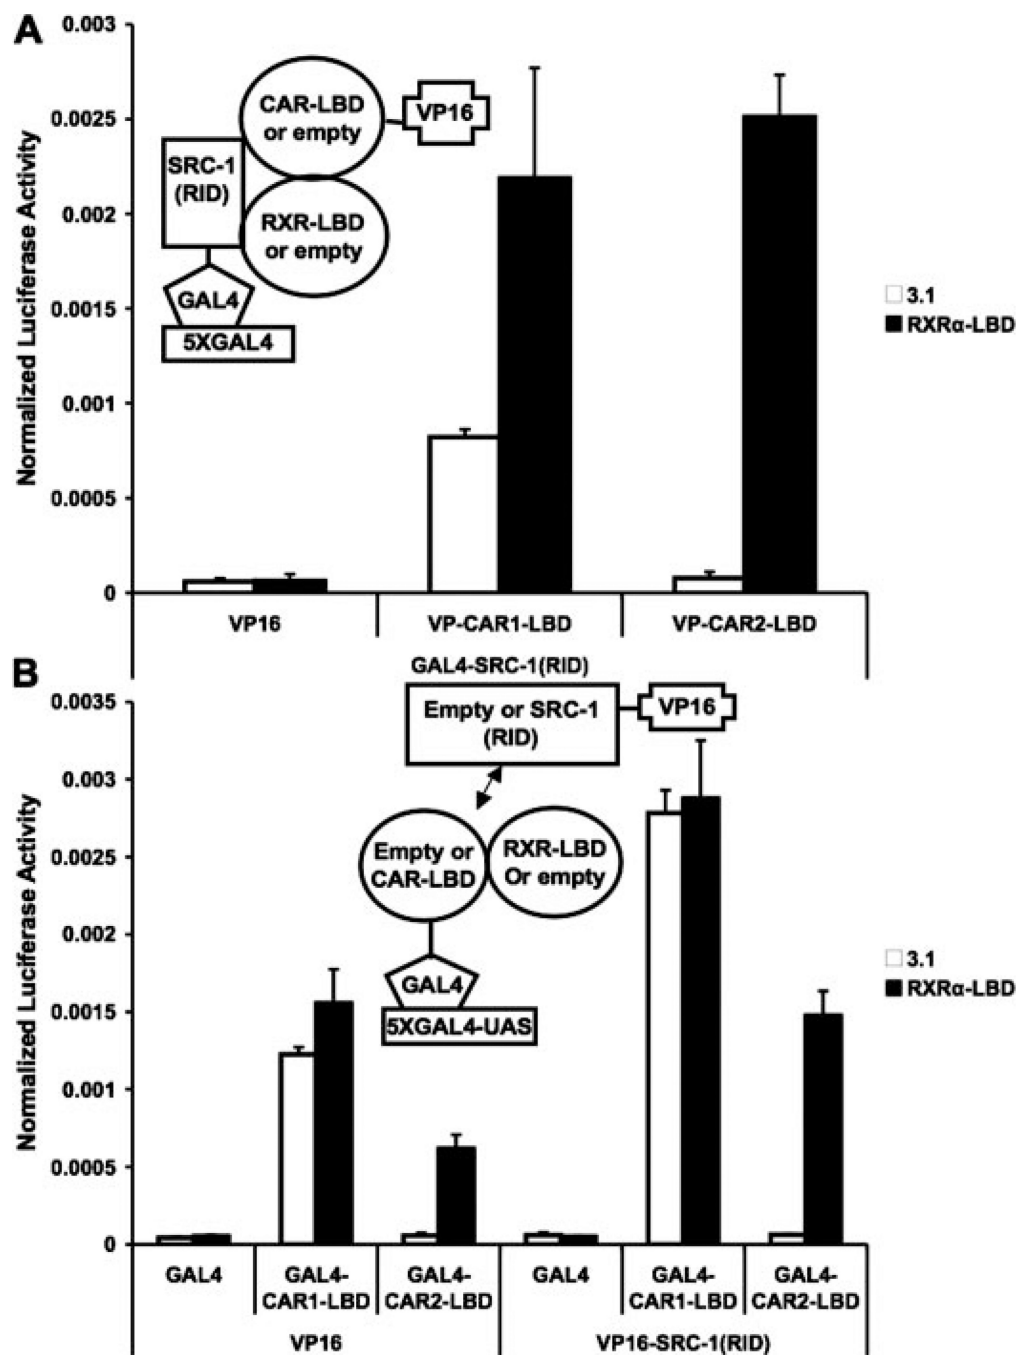 A
0.003
0.0025
0.002
0.0015
0.001
0.0005
0
Normalized Luciferase Activity
CAR-LBD
or empty
VP16
SRC-1
(RID)
RXR-LBD
or empty
GAL4
5XGAL4
3.1
RXRα-LBD
VP16
VP-CAR1-LBD
VP-CAR2-LBD
GAL4-SRC-1(RID)
B
0.0035
0.003
0.0025
0.002
0.0015
0.001
0.0005
0
Normalized Luciferase Activity
Empty or SRC-1
(RID)
VP16
Empty or
CAR-LBD
RXR-LBD
Or empty
GAL4
5XGAL4-UAS
3.1
RXRα-LBD
GAL4
GAL4-
CAR1-LBD
GAL4-
CAR2-LBD
GAL4
GAL4-
CAR1-LBD
GAL4-
CAR2-LBD
VP16
VP16-SRC-1(RID)